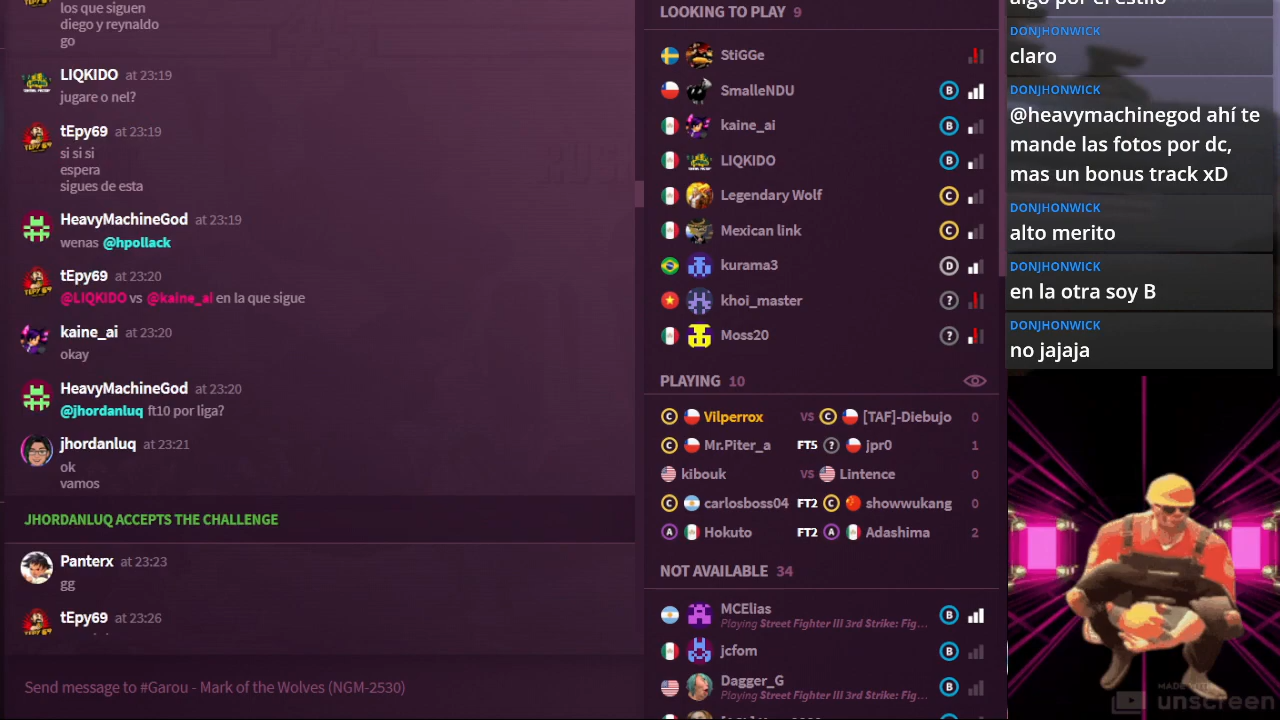 los que siguen
diego y reynaldo
go
LIQKIDO at 23:19
jugare o nel?
tEpy69 at 23:19
si si si
espera
sigues de esta
HeavyMachineGod at 23:19
wenas @hpollack
tEpy69 at 23:20
@LIQKIDO vs @kaine_ai en la que sigue
kaine_ai at 23:20
okay
HeavyMachineGod at 23:20
@jhordanluq ft10 por liga?
jhordanluq at 23:21
ok
vamos
JHORDANLUQ ACCEPTS THE CHALLENGE
Panterx at 23:23
gg
tEpy69 at 23:26
Send message to #Garou - Mark of the Wolves (NGM-2530)
LOOKING TO PLAY 9
StiGGe
SmalleNDU B
kaine_ai B
LIQKIDO B
Legendary Wolf C
Mexican link C
kurama3 D
khoi_master ?
Moss20 ?
PLAYING 10
C Vilperrox VS C [TAF]-Diebujo 0
C Mr.Piter_a FT5 ? jpr0 1
kibouk VS Lintence 0
C carlosboss04 FT2 C showwukang 0
A Hokuto FT2 A Adashima 2
NOT AVAILABLE 34
MCElias B
Playing Street Fighter III 3rd Strike: Fig...
jcfom B
Dagger_G B
Playing Street Fighter III 3rd Strike: Fig...
algo por el estilo
DONJHONWICK
claro
DONJHONWICK
@heavymachinegod ahí te
mande las fotos por dc,
mas un bonus track xD
DONJHONWICK
alto merito
DONJHONWICK
en la otra soy B
DONJHONWICK
no jajaja
MADE WITH
unscreen